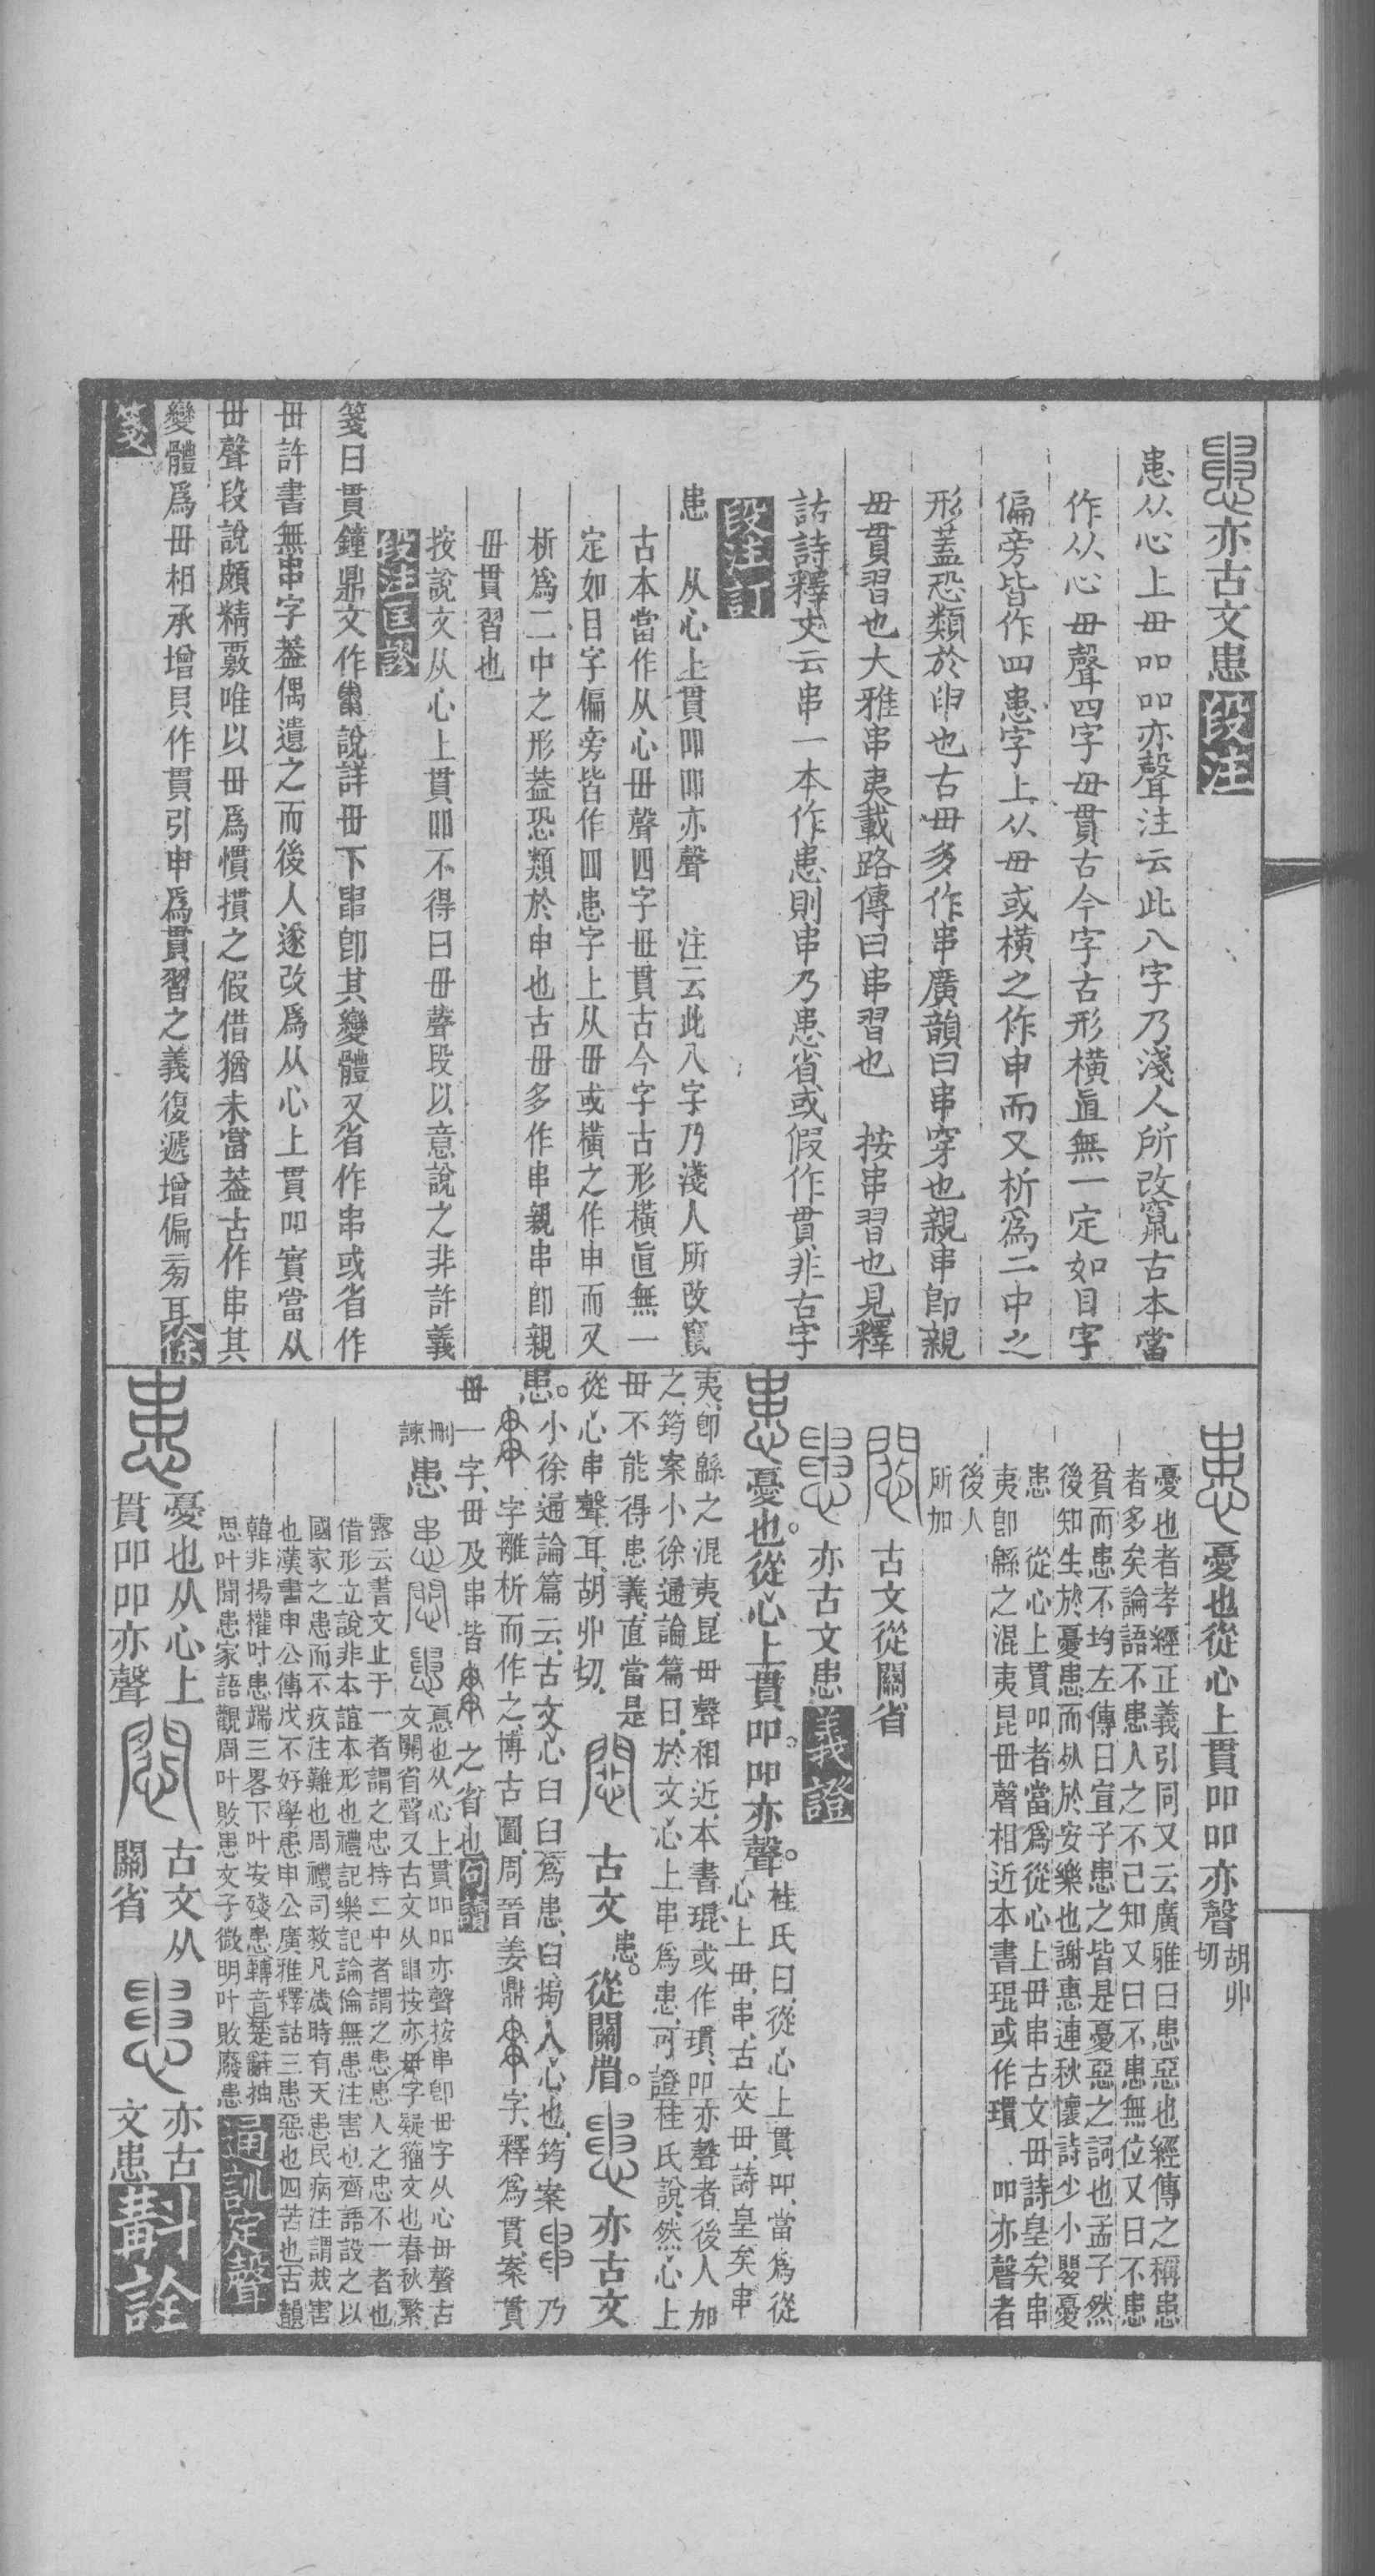 亦古文患 段注
患从心上毌吅吅亦聲注云此八字乃淺人所改竄古本當
作从心毌聲四字毌貫古今字古形橫直無一定如目字
偏旁皆作四患字上从毌或橫之作申而又析爲二中之
形蓋恐類於申也古毌多作串廣韻曰串穿也親串卽親
毌貫習也大雅串夷載路傳曰串習也 按串習也見釋
詁詩釋文云串一本作患則串乃患省或假作貫非古字
段注訂
患 从心上貫吅吅亦聲 注云此八字乃淺人所改竄
古本當作从心毌聲四字毌貫古今字古形橫直無一
定如目字偏旁皆作四患字上从毌或橫之作申而又
析爲二中之形葢恐類於申也古毌多作串親串卽親
毌貫習也
段注匡謬
按說文从心上貫吅不得曰毌聲段以意說之非許義
箋曰貫鐘鼎文作 說詳毌下 卽其變體又省作串或省作
毌許書無串字葢偶遺之而後人遂改爲从心上貫吅實當从
毌聲段說頗精覈唯以毌爲慣摜之假借猶未當葢古作串其
變體爲毌相承增貝作貫引申爲貫習之義復遞增偏旁耳 徐
箋
憂也從心上貫吅吅亦聲 胡丱切
憂也者孝經正義引同又云廣雅曰患惡也經傳之稱患
者多矣論語不患人之不己知又曰不患無位又曰不患
貧而患不均左傳曰宣子患之皆是憂惡之詞也孟子然
後知生於憂患而死於安樂也謝惠連秋懷詩少小嬰憂
患 從心上貫吅者當爲從心上毌串古文毌詩皇矣串
夷卽緜之混夷昆毌聲相近本書琨或作瑻 吅亦聲者
後人
所加
古文從關省
亦古文患 義證
憂也從心上貫吅吅亦聲 桂氏曰從心上貫吅當爲從
心上毌串古文毌詩皇矣串
夷卽緜之混夷昆毌聲相近本書琨或作瑻吅亦聲者後人加
之筠案小徐通論篇曰於文心上串爲患可證桂氏說然心上
毌不能得患義直當是 古文患從關省 亦古文
從心串聲耳胡丱切
患 小徐通論篇云古文心臼臼爲患臼掬人心也筠案 乃
字離析而作之博古圖周晉姜鼎 字釋爲貫案貫
毌一字毌及串皆 之省也 句讀
刪諫 患 憂也从心上貫吅吅亦聲按串卽毌字从心毌聲古
文關省聲又古文从 按亦毌字疑籀文也春秋繁
露云書文止于一者謂之忠持二中者謂之患患人之忠不一者也
借形立說非本誼本形也禮記樂記論倫無患注害也齊語設之以
國家之患而不疚注難也周禮司救凡歲時有天患民病注謂烖害
也漢書申公傳戊不好學患申公廣雅釋詁三患惡也四苦也古韻
韓非揚權叶患端三畧下叶安殘患轉音楚辭抽
思叶聞患家語觀周叶敗患文子微明叶敗廢患 通訓定聲
憂也从心上貫吅吅亦聲 古文从關省 亦古文患 斠詮